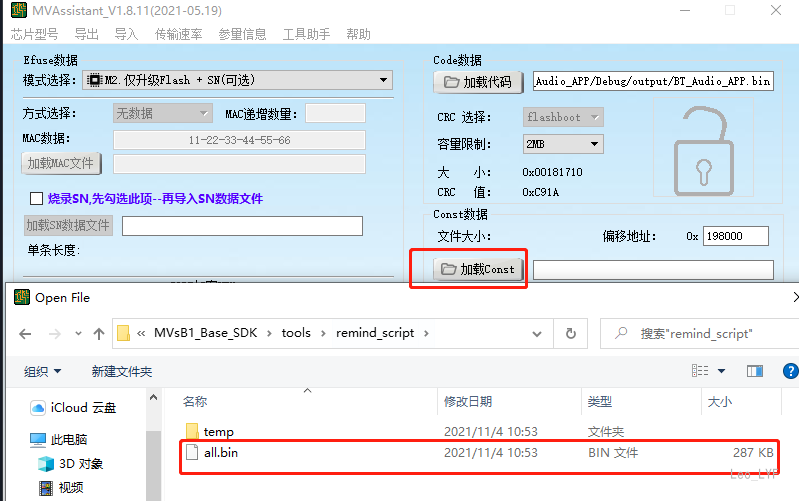 MVAssistant_V1.8.11(2021-05.19)
芯片型号 导出 导入 传输速率 参量信息 工具助手 帮助
Efuse数据
模式选择: M2.仅升级Flash + SN(可选)
方式选择: 无数据 MAC递增数量:
MAC数据: 11-22-33-44-55-66
加载MAC文件
烧录SN,先勾选此项--再导入SN数据文件
加载SN数据文件
单条长度:
Code数据
加载代码 Audio_APP/Debug/output/BT_Audio_APP.bin
CRC 选择: flashboot
容量限制: 2MB
大 小: 0x00181710
CRC 值: 0xC91A
Const数据
文件大小: 偏移地址: 0x 198000
加载Const
Open File
« MVsB1_Base_SDK › tools › remind_script › 搜索"remind_script"
组织 新建文件夹
iCloud 云盘
此电脑
3D 对象
视频
名称 修改日期 类型 大小
temp 2021/11/4 10:53 文件夹
all.bin 2021/11/4 10:53 BIN 文件 287 KB